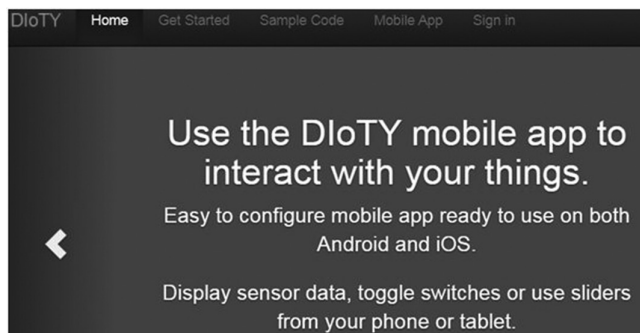 DIoTY Home Get Started Sample Code Mobile App Sign in
Use the DIoTY mobile app to
interact with your things.
Easy to configure mobile app ready to use on both
Android and iOS.
Display sensor data, toggle switches or use sliders
from your phone or tablet.